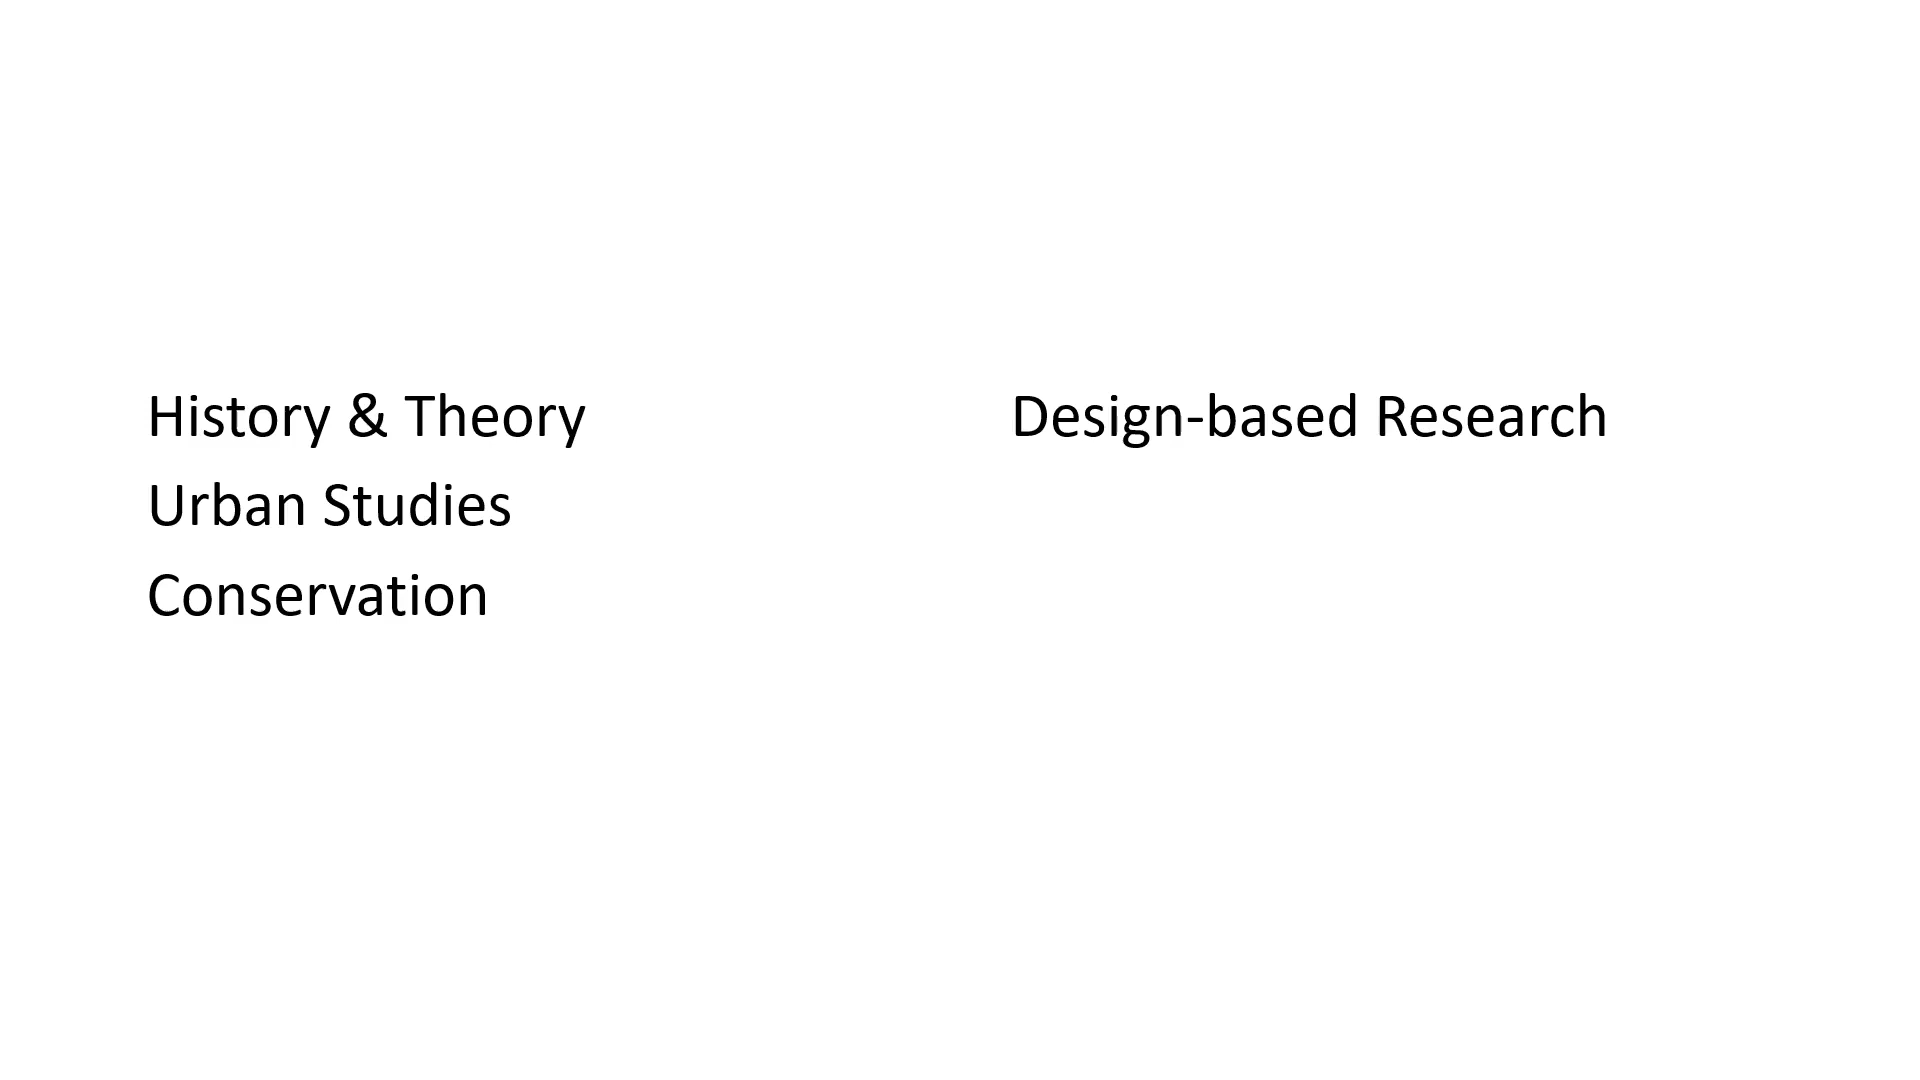 History & Theory
Urban Studies
Conservation
Design-based Research